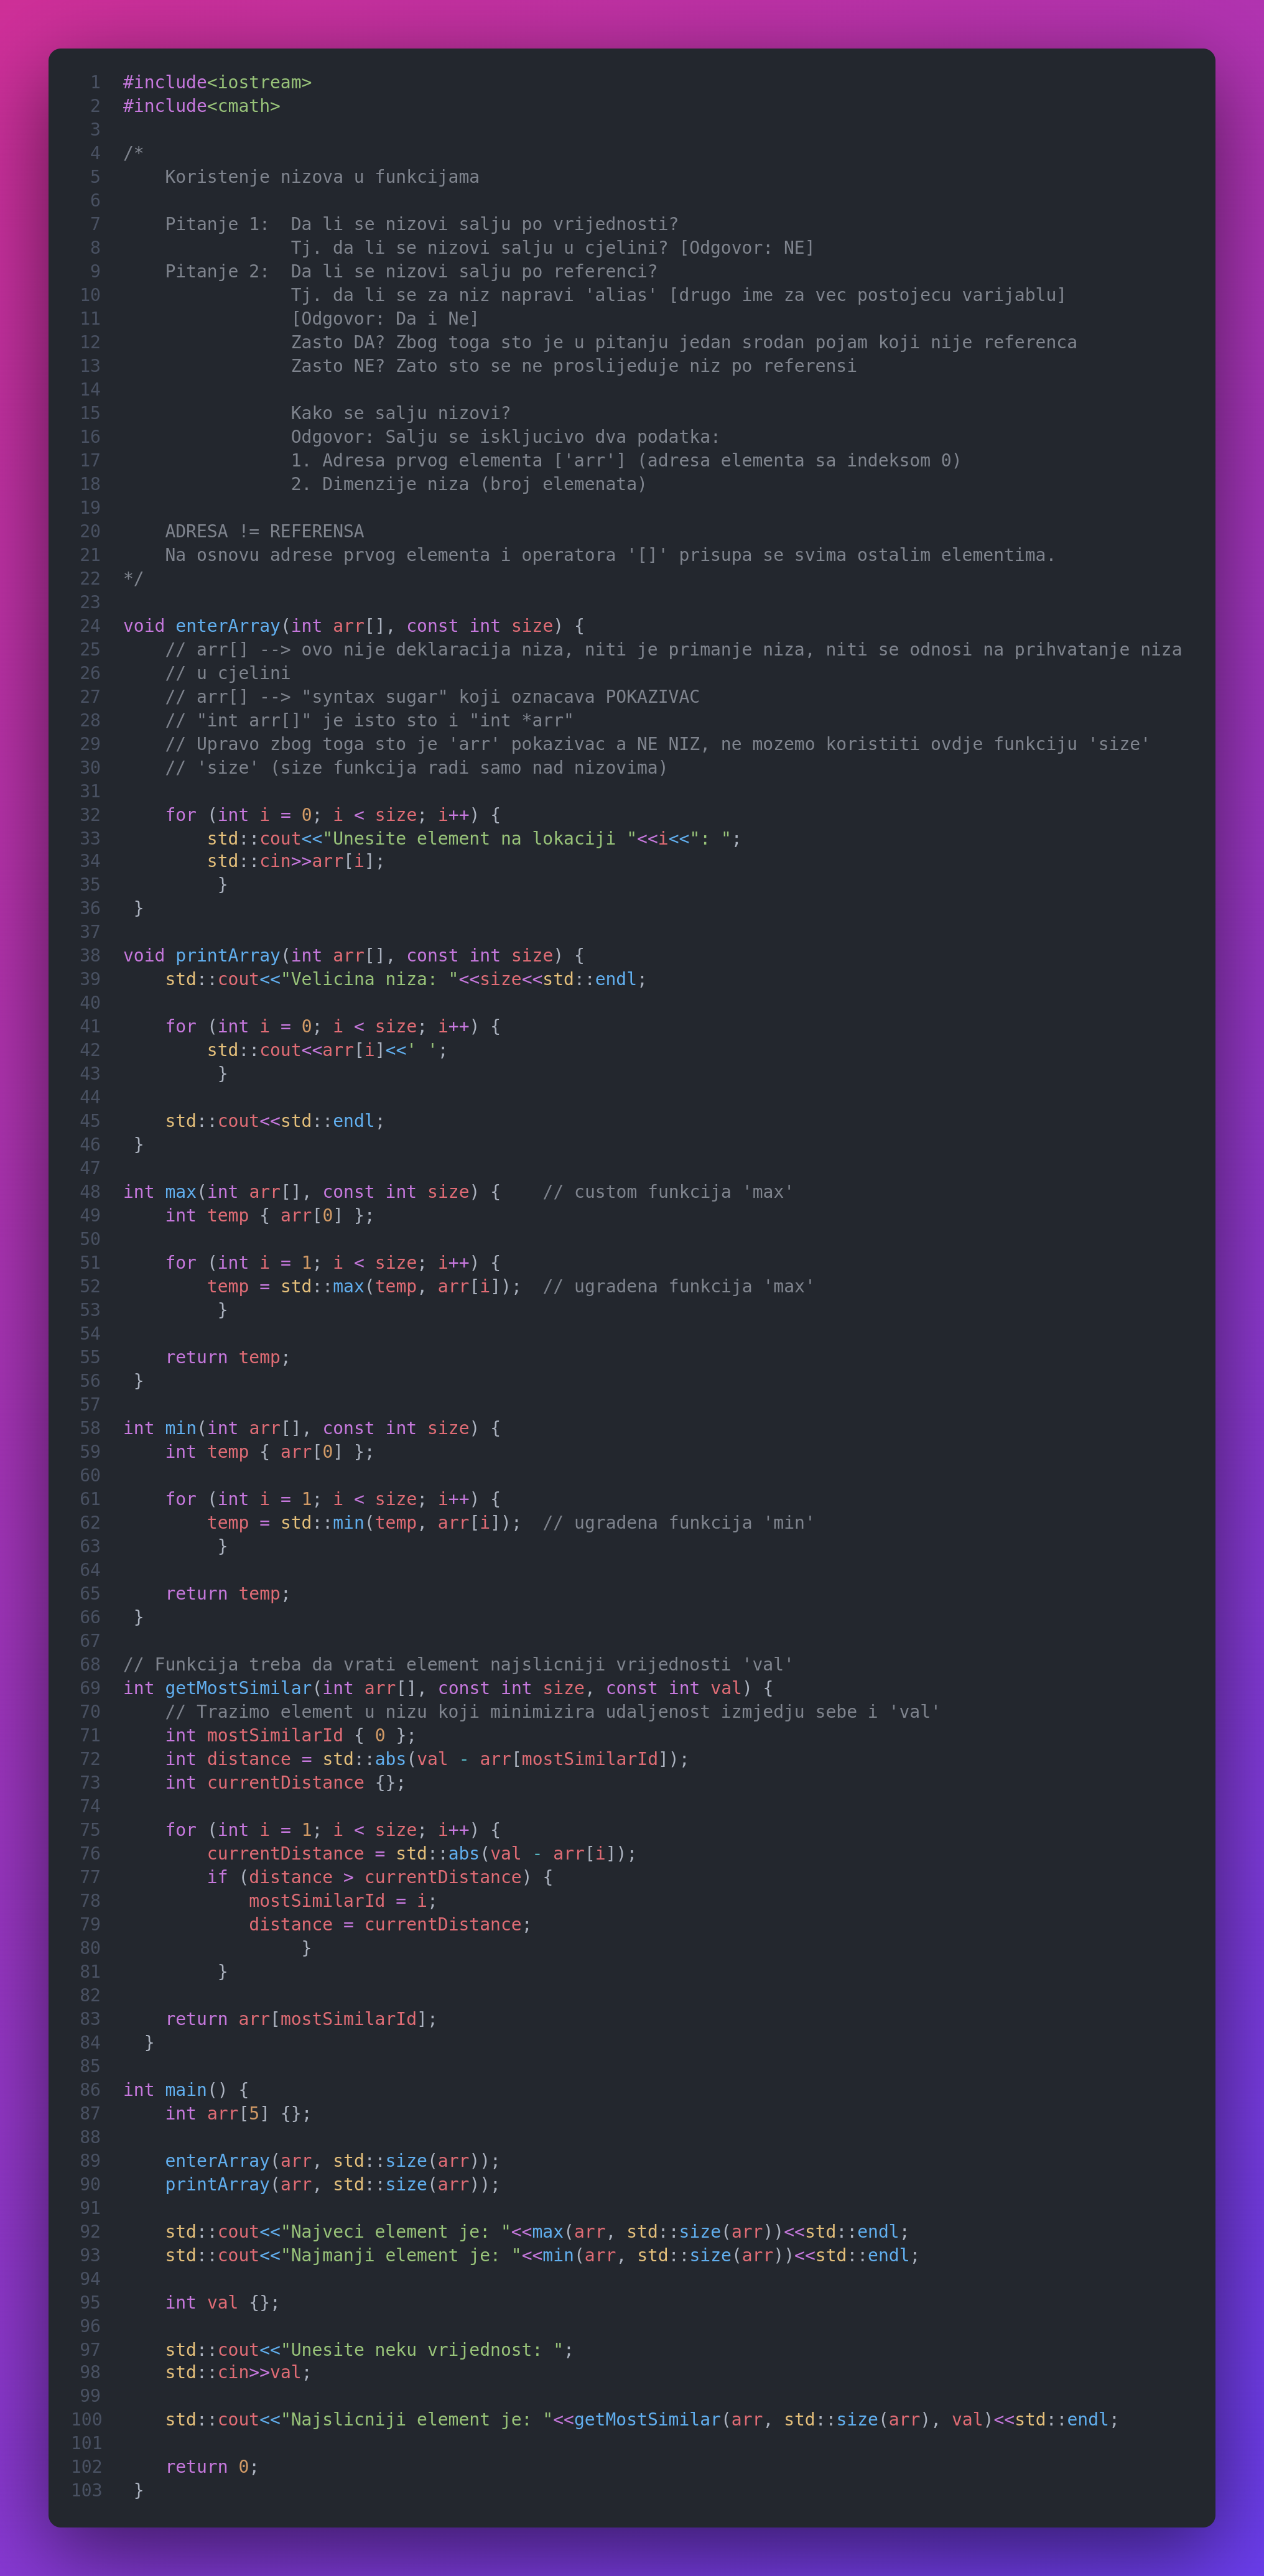 1 #include<iostream>
2 #include<cmath>
3
4 /*
5     Koristenje nizova u funkcijama
6
7     Pitanje 1:  Da li se nizovi salju po vrijednosti?
8                 Tj. da li se nizovi salju u cjelini? [Odgovor: NE]
9     Pitanje 2:  Da li se nizovi salju po referenci?
10                 Tj. da li se za niz napravi 'alias' [drugo ime za vec postojecu varijablu]
11                 [Odgovor: Da i Ne]
12                 Zasto DA? Zbog toga sto je u pitanju jedan srodan pojam koji nije referenca
13                 Zasto NE? Zato sto se ne proslijeduje niz po referensi
14
15                 Kako se salju nizovi?
16                 Odgovor: Salju se iskljucivo dva podatka:
17                 1. Adresa prvog elementa ['arr'] (adresa elementa sa indeksom 0)
18                 2. Dimenzije niza (broj elemenata)
19
20     ADRESA != REFERENSA
21     Na osnovu adrese prvog elementa i operatora '[]' prisupa se svima ostalim elementima.
22 */
23
24 void enterArray(int arr[], const int size) {
25     // arr[] --> ovo nije deklaracija niza, niti je primanje niza, niti se odnosi na prihvatanje niza
26     // u cjelini
27     // arr[] --> "syntax sugar" koji oznacava POKAZIVAC
28     // "int arr[]" je isto sto i "int *arr"
29     // Upravo zbog toga sto je 'arr' pokazivac a NE NIZ, ne mozemo koristiti ovdje funkciju 'size'
30     // 'size' (size funkcija radi samo nad nizovima)
31
32     for (int i = 0; i < size; i++) {
33         std::cout<<"Unesite element na lokaciji "<<i<<": ";
34         std::cin>>arr[i];
35          }
36  }
37
38 void printArray(int arr[], const int size) {
39     std::cout<<"Velicina niza: "<<size<<std::endl;
40
41     for (int i = 0; i < size; i++) {
42         std::cout<<arr[i]<<' ';
43          }
44
45     std::cout<<std::endl;
46  }
47
48 int max(int arr[], const int size) {    // custom funkcija 'max'
49     int temp { arr[0] };
50
51     for (int i = 1; i < size; i++) {
52         temp = std::max(temp, arr[i]);  // ugradena funkcija 'max'
53          }
54
55     return temp;
56  }
57
58 int min(int arr[], const int size) {
59     int temp { arr[0] };
60
61     for (int i = 1; i < size; i++) {
62         temp = std::min(temp, arr[i]);  // ugradena funkcija 'min'
63          }
64
65     return temp;
66  }
67
68 // Funkcija treba da vrati element najslicniji vrijednosti 'val'
69 int getMostSimilar(int arr[], const int size, const int val) {
70     // Trazimo element u nizu koji minimizira udaljenost izmjedju sebe i 'val'
71     int mostSimilarId { 0 };
72     int distance = std::abs(val - arr[mostSimilarId]);
73     int currentDistance {};
74
75     for (int i = 1; i < size; i++) {
76         currentDistance = std::abs(val - arr[i]);
77         if (distance > currentDistance) {
78             mostSimilarId = i;
79             distance = currentDistance;
80                  }
81          }
82
83     return arr[mostSimilarId];
84   }
85
86 int main() {
87     int arr[5] {};
88
89     enterArray(arr, std::size(arr));
90     printArray(arr, std::size(arr));
91
92     std::cout<<"Najveci element je: "<<max(arr, std::size(arr))<<std::endl;
93     std::cout<<"Najmanji element je: "<<min(arr, std::size(arr))<<std::endl;
94
95     int val {};
96
97     std::cout<<"Unesite neku vrijednost: ";
98     std::cin>>val;
99
100     std::cout<<"Najslicniji element je: "<<getMostSimilar(arr, std::size(arr), val)<<std::endl;
101
102     return 0;
103  }